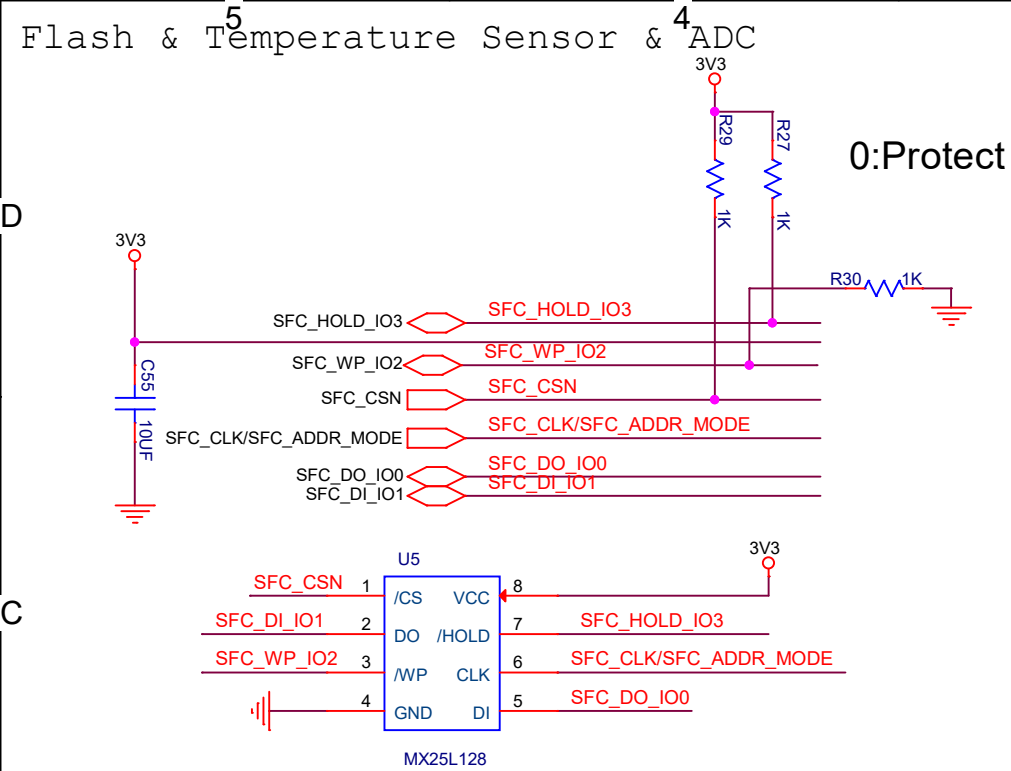 5
4
Flash & Temperature Sensor & ADC
3V3
R29
R27
0:Protect
1K
1K
D
3V3
R30
1K
SFC_HOLD_IO3
SFC_HOLD_IO3
SFC_WP_IO2
SFC_WP_IO2
C55
SFC_CSN
SFC_CSN
10UF
SFC_CLK/SFC_ADDR_MODE
SFC_CLK/SFC_ADDR_MODE
SFC_DO_IO0
SFC_DO_IO0
SFC_DI_IO1
SFC_DI_IO1
U5
3V3
C
SFC_CSN 1 /CS VCC 8
SFC_DI_IO1 2 DO /HOLD 7 SFC_HOLD_IO3
SFC_WP_IO2 3 /WP CLK 6 SFC_CLK/SFC_ADDR_MODE
4 GND DI 5 SFC_DO_IO0
MX25L128